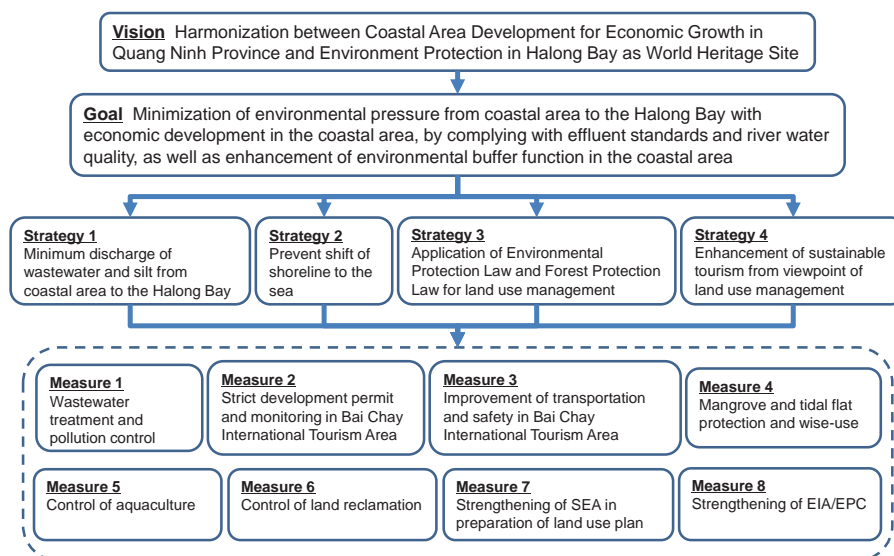 Vision Harmonization between Coastal Area Development for Economic Growth in
Quang Ninh Province and Environment Protection in Halong Bay as World Heritage Site
Goal Minimization of environmental pressure from coastal area to the Halong Bay with
economic development in the coastal area, by complying with effluent standards and river water
quality, as well as enhancement of environmental buffer function in the coastal area
Strategy 1
Minimum discharge of
wastewater and silt from
coastal area to the Halong Bay
Strategy 2
Prevent shift of
shoreline to the
sea
Strategy 3
Application of Environmental
Protection Law and Forest Protection
Law for land use management
Strategy 4
Enhancement of sustainable
tourism from viewpoint of
land use management
Measure 1
Wastewater
treatment and
pollution control
Measure 2
Strict development permit
and monitoring in Bai Chay
International Tourism Area
Measure 3
Improvement of transportation
and safety in Bai Chay
International Tourism Area
Measure 4
Mangrove and tidal flat
protection and wise-use
Measure 5
Control of aquaculture
Measure 6
Control of land reclamation
Measure 7
Strengthening of SEA in
preparation of land use plan
Measure 8
Strengthening of EIA/EPC